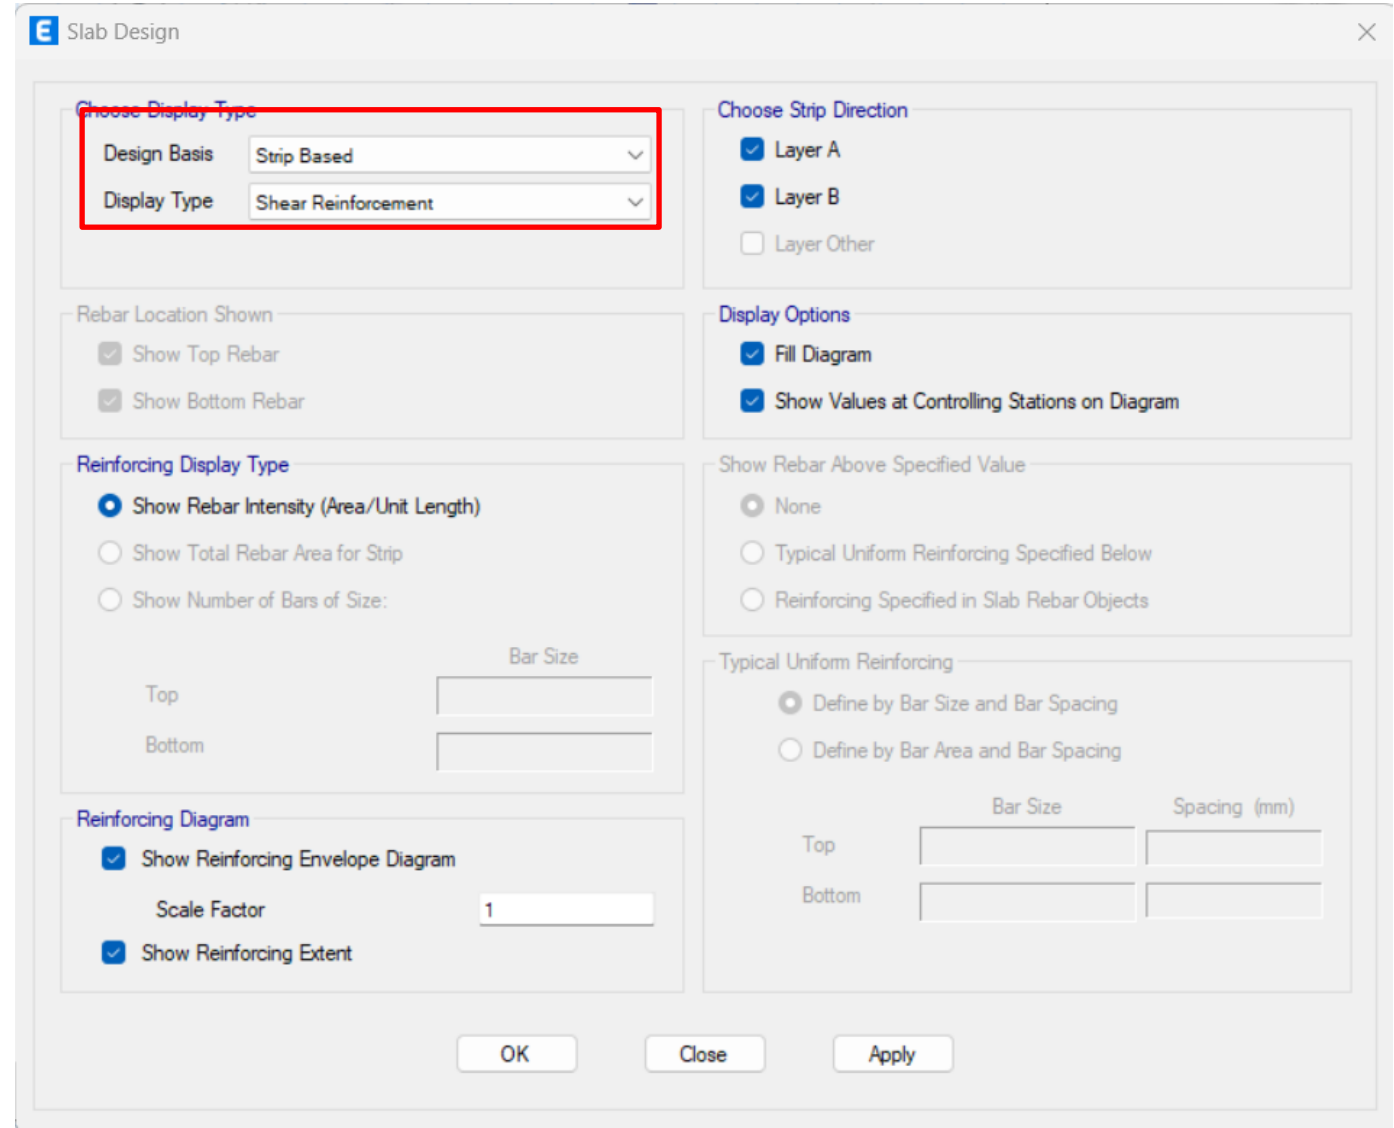 E Slab Design
Choose Display Type
Design Basis
Strip Based
Display Type
Shear Reinforcement
Choose Strip Direction
Layer A
Layer B
Layer Other
Rebar Location Shown
Show Top Rebar
Show Bottom Rebar
Display Options
Fill Diagram
Show Values at Controlling Stations on Diagram
Reinforcing Display Type
Show Rebar Intensity (Area/Unit Length)
Show Total Rebar Area for Strip
Show Number of Bars of Size:
Bar Size
Top
Bottom
Show Rebar Above Specified Value
None
Typical Uniform Reinforcing Specified Below
Reinforcing Specified in Slab Rebar Objects
Typical Uniform Reinforcing
Define by Bar Size and Bar Spacing
Define by Bar Area and Bar Spacing
Bar Size
Spacing (mm)
Top
Bottom
Reinforcing Diagram
Show Reinforcing Envelope Diagram
Scale Factor
1
Show Reinforcing Extent
OK
Close
Apply